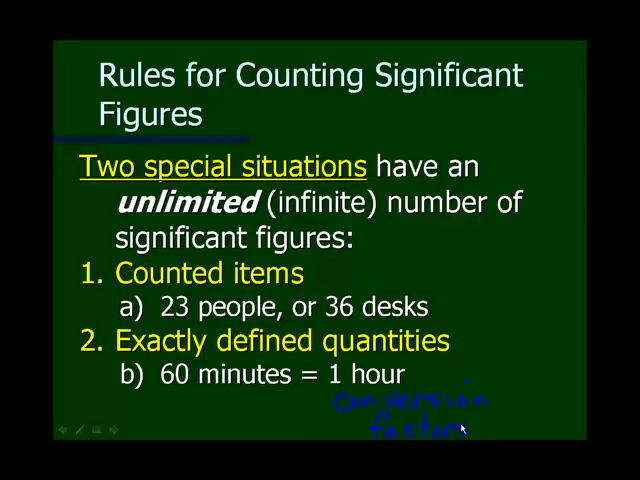 Rules for Counting Significant
Figures
Two special situations have an
unlimited (infinite) number of
significant figures:
1. Counted items
a) 23 people, or 36 desks
2. Exactly defined quantities
b) 60 minutes = 1 hour
conversion
factors